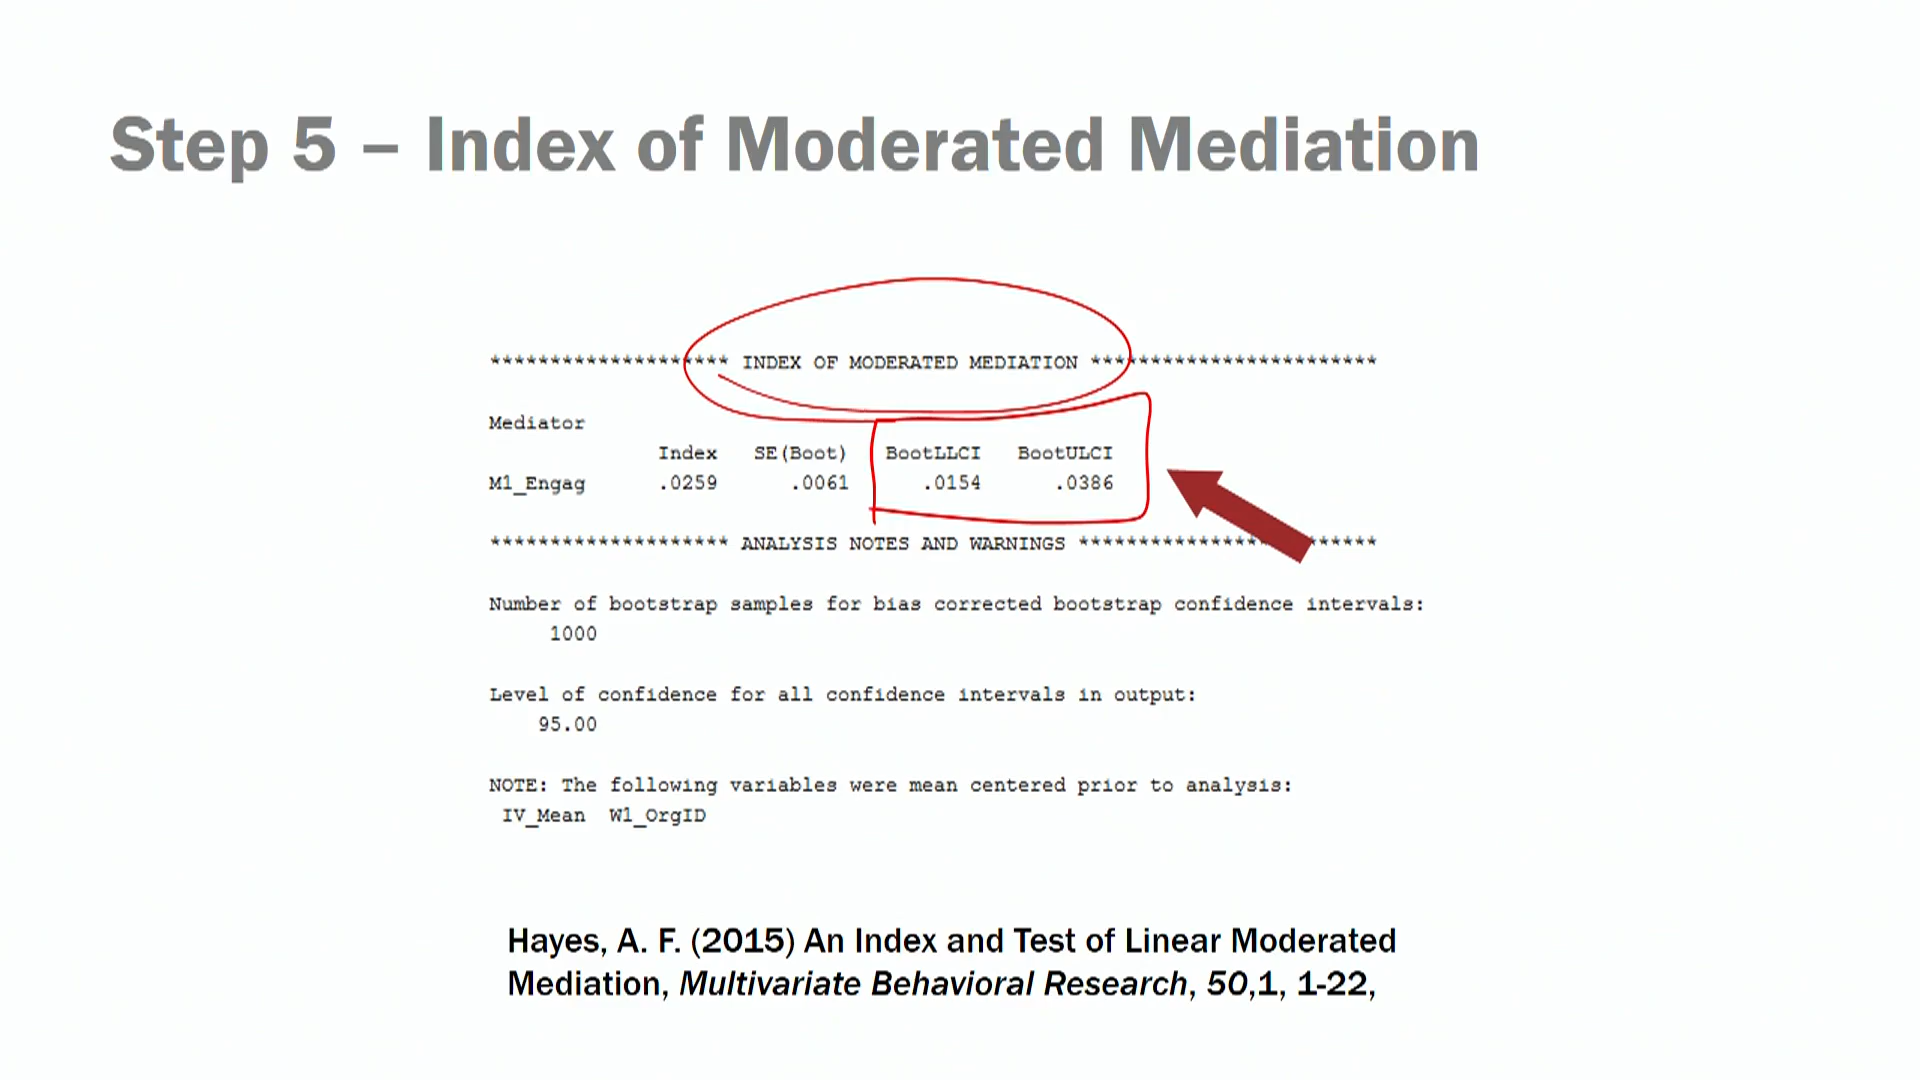 Step 5 – Index of Moderated Mediation
******************** INDEX OF MODERATED MEDIATION ************************
Mediator
Index SE(Boot) BootLLCI BootULCI
M1_Engag .0259 .0061 .0154 .0386
******************** ANALYSIS NOTES AND WARNINGS *************************
Number of bootstrap samples for bias corrected bootstrap confidence intervals:
1000
Level of confidence for all confidence intervals in output:
95.00
NOTE: The following variables were mean centered prior to analysis:
IV_Mean W1_OrgID
Hayes, A. F. (2015) An Index and Test of Linear Moderated
Mediation, Multivariate Behavioral Research, 50,1, 1-22,